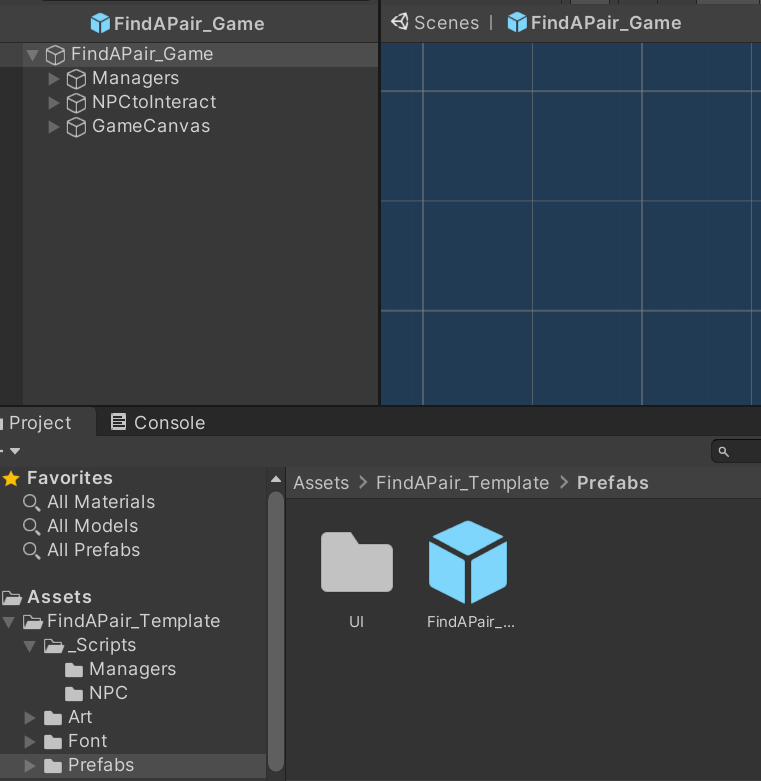 FindAPair_Game
FindAPair_Game
Managers
NPCtoInteract
GameCanvas
Scenes | FindAPair_Game
Project Console
Favorites
All Materials
All Models
All Prefabs
Assets
FindAPair_Template
_Scripts
Managers
NPC
Art
Font
Prefabs
Assets > FindAPair_Template > Prefabs
UI FindAPair_...